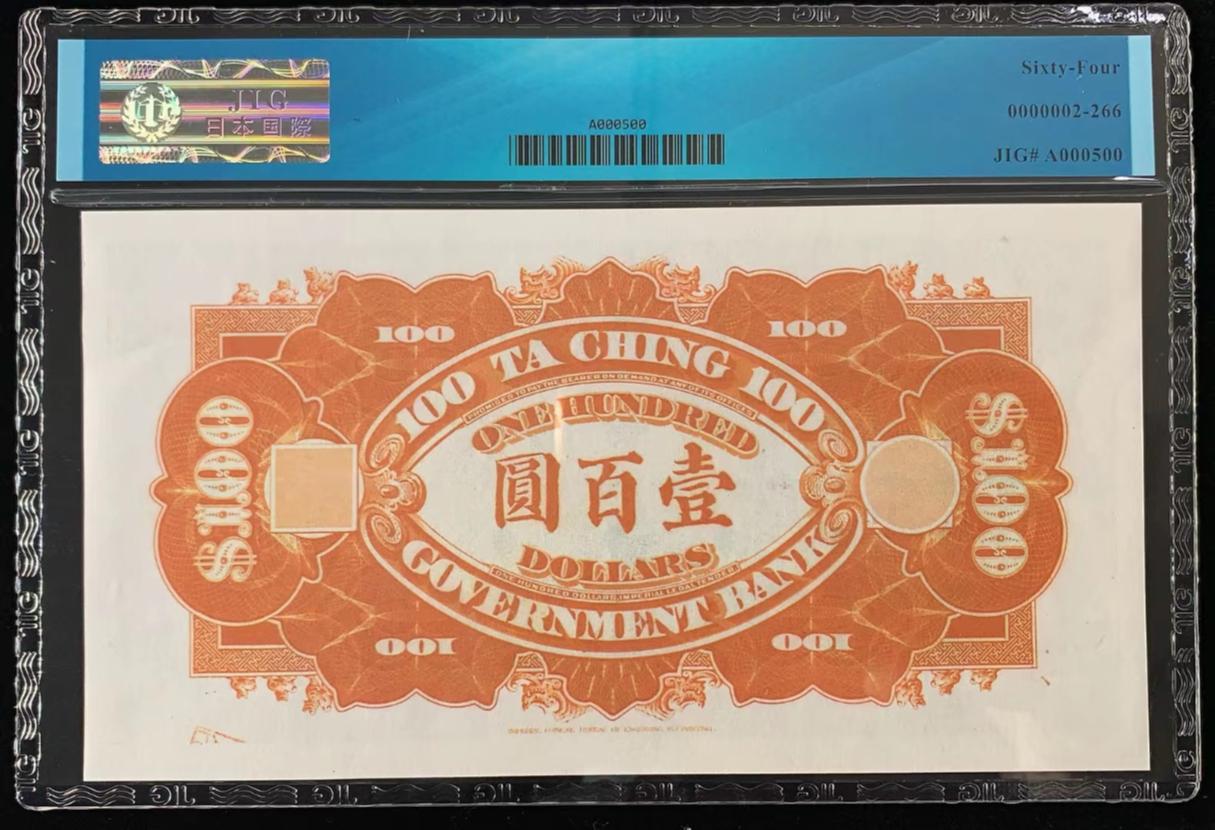 JIG
日本国際
A000500
Sixty-Four
0000002-266
JIG# A000500
100
100
100 TA CHING 100
PROMISES TO PAY THE BEARER ON DEMAND AT ANY OF ITS OFFICES
ONE HUNDRED
圓百壹
$100
$100
DOLLARS
ONE HUNDRED DOLLARS, IMPERIAL LEGAL TENDER
GOVERNMENT BANK
100
100